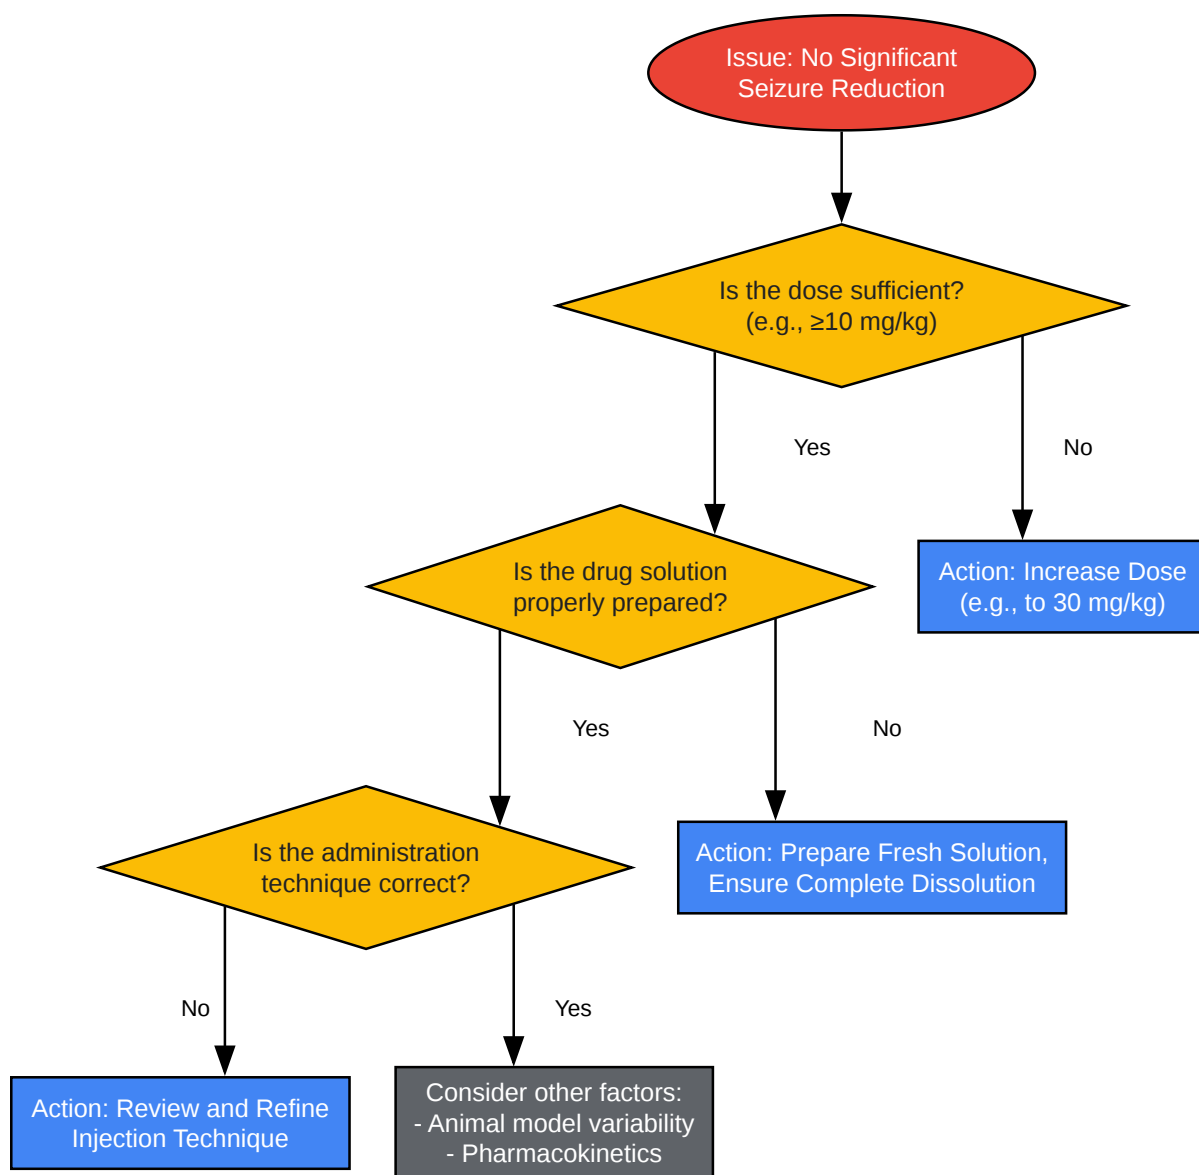 Issue: No Significant
Seizure Reduction
Is the dose sufficient?
(e.g., ≥10 mg/kg)
Yes
No
Is the drug solution
properly prepared?
Action: Increase Dose
(e.g., to 30 mg/kg)
Yes
No
Is the administration
technique correct?
Action: Prepare Fresh Solution,
Ensure Complete Dissolution
No
Yes
Action: Review and Refine
Injection Technique
Consider other factors:
- Animal model variability
- Pharmacokinetics